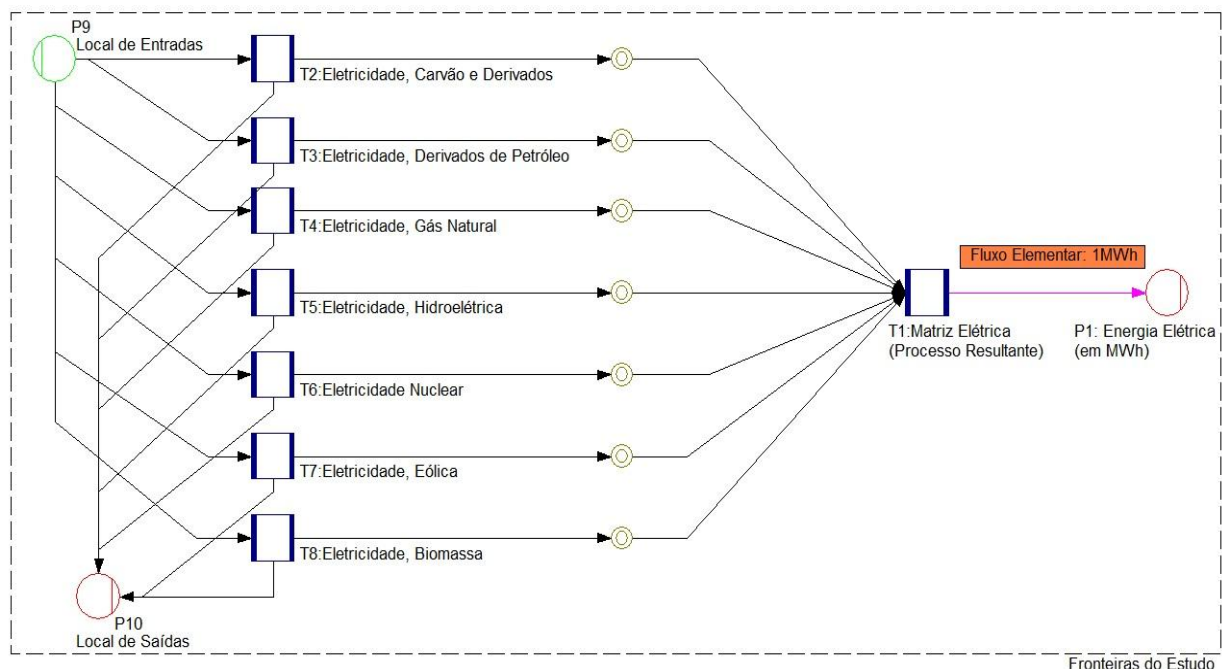 P9
Local de Entradas
T2:Eletricidade, Carvão e Derivados
T3:Eletricidade, Derivados de Petróleo
T4:Eletricidade, Gás Natural
Fluxo Elementar: 1MWh
T5:Eletricidade, Hidroelétrica
T1:Matriz Elétrica
(Processo Resultante)
P1: Energia Elétrica
(em MWh)
T6:Eletricidade Nuclear
T7:Eletricidade, Eólica
T8:Eletricidade, Biomassa
P10
Local de Saídas
Fronteiras do Estudo